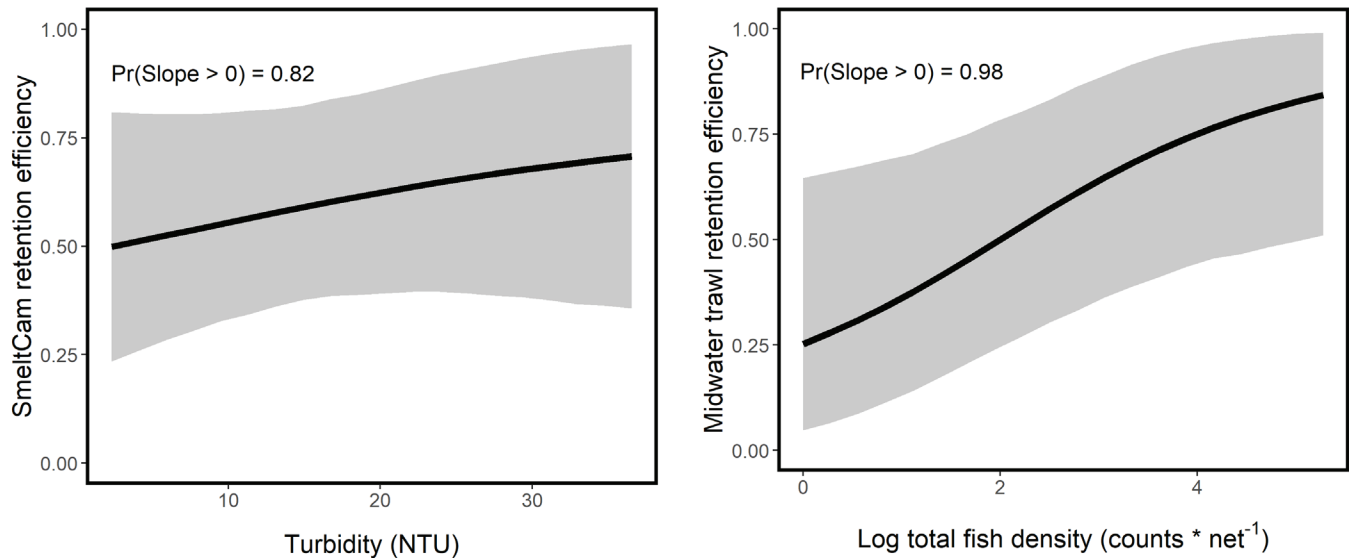 SmeltCam retention efficiency
1.00
0.75
0.50
0.25
0.00
Pr(Slope > 0) = 0.82
10
20
30
Turbidity (NTU)
Midwater trawl retention efficiency
1.00
0.75
0.50
0.25
0.00
Pr(Slope > 0) = 0.98
0
2
4
Log total fish density (counts * net⁻¹)